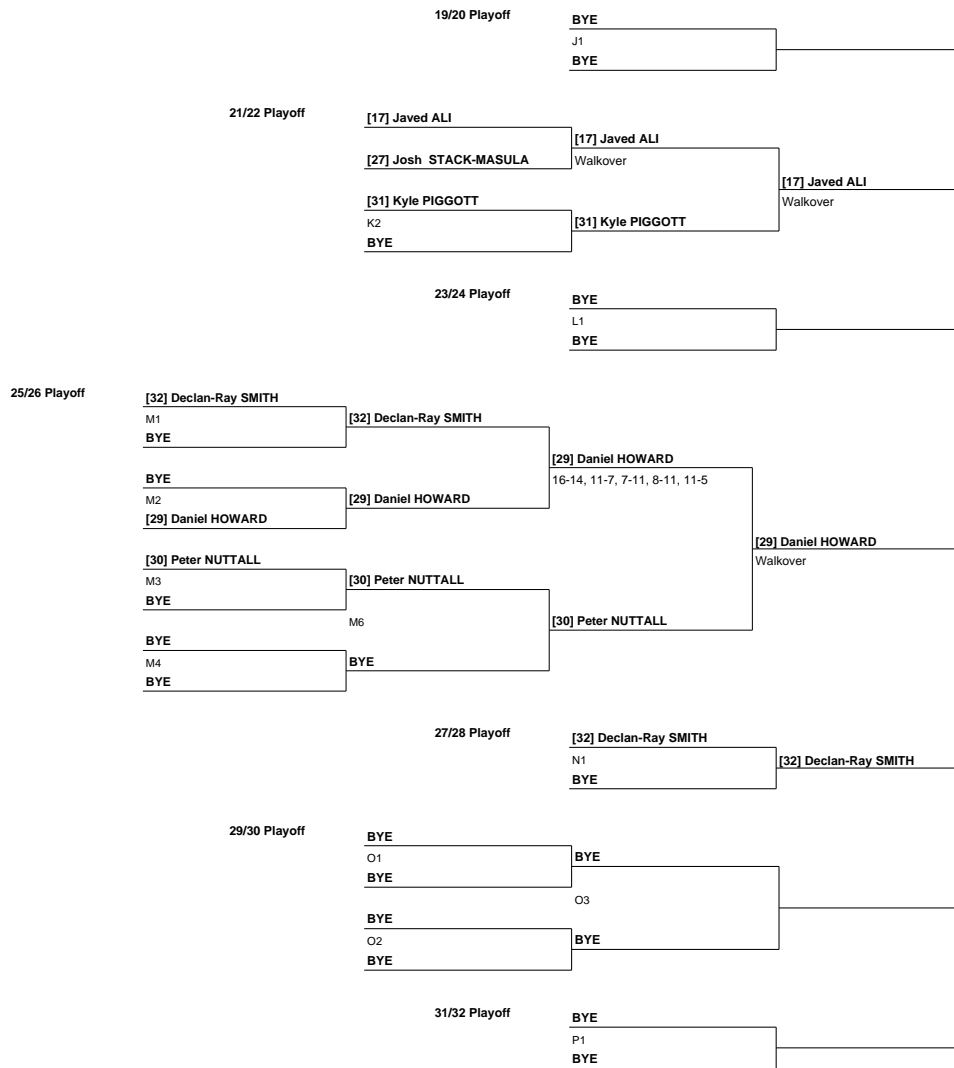 19/20 Playoff
BYE
J1
BYE
21/22 Playoff
[17] Javed ALI
[17] Javed ALI
[27] Josh  STACK-MASULA
Walkover
[17] Javed ALI
Walkover
[31] Kyle PIGGOTT
K2
[31] Kyle PIGGOTT
BYE
23/24 Playoff
BYE
L1
BYE
25/26 Playoff
[32] Declan-Ray SMITH
M1
[32] Declan-Ray SMITH
BYE
[29] Daniel HOWARD
16-14, 11-7, 7-11, 8-11, 11-5
BYE
M2
[29] Daniel HOWARD
[29] Daniel HOWARD
[29] Daniel HOWARD
Walkover
[30] Peter NUTTALL
M3
[30] Peter NUTTALL
BYE
M6
[30] Peter NUTTALL
BYE
M4
BYE
BYE
27/28 Playoff
[32] Declan-Ray SMITH
N1
[32] Declan-Ray SMITH
BYE
29/30 Playoff
BYE
O1
BYE
BYE
O3
BYE
O2
BYE
BYE
31/32 Playoff
BYE
P1
BYE